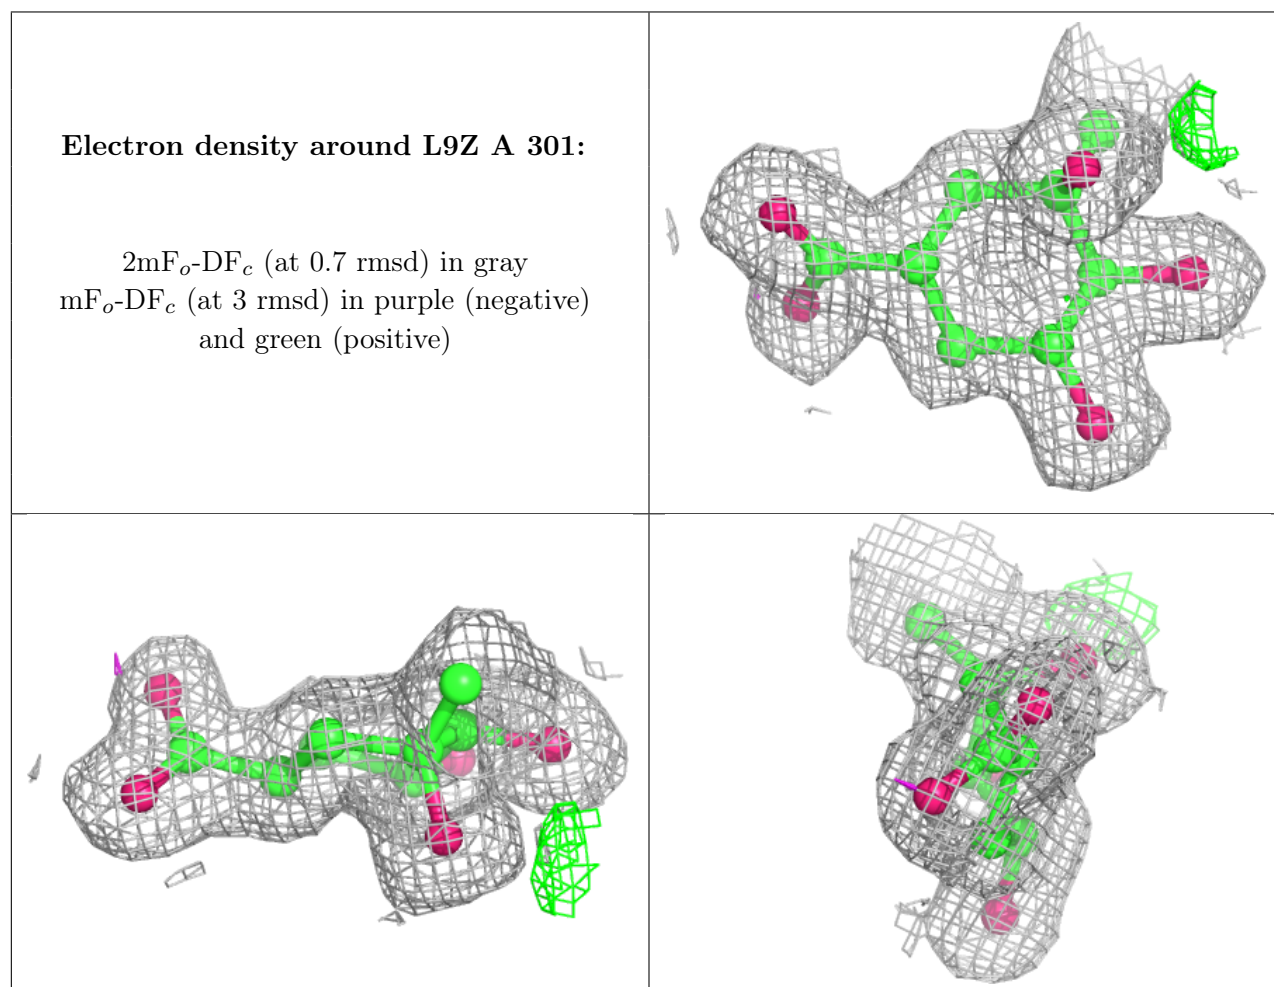 Electron density around L9Z A 301:
2mFo-DFc (at 0.7 rmsd) in gray
mFo-DFc (at 3 rmsd) in purple (negative)
and green (positive)